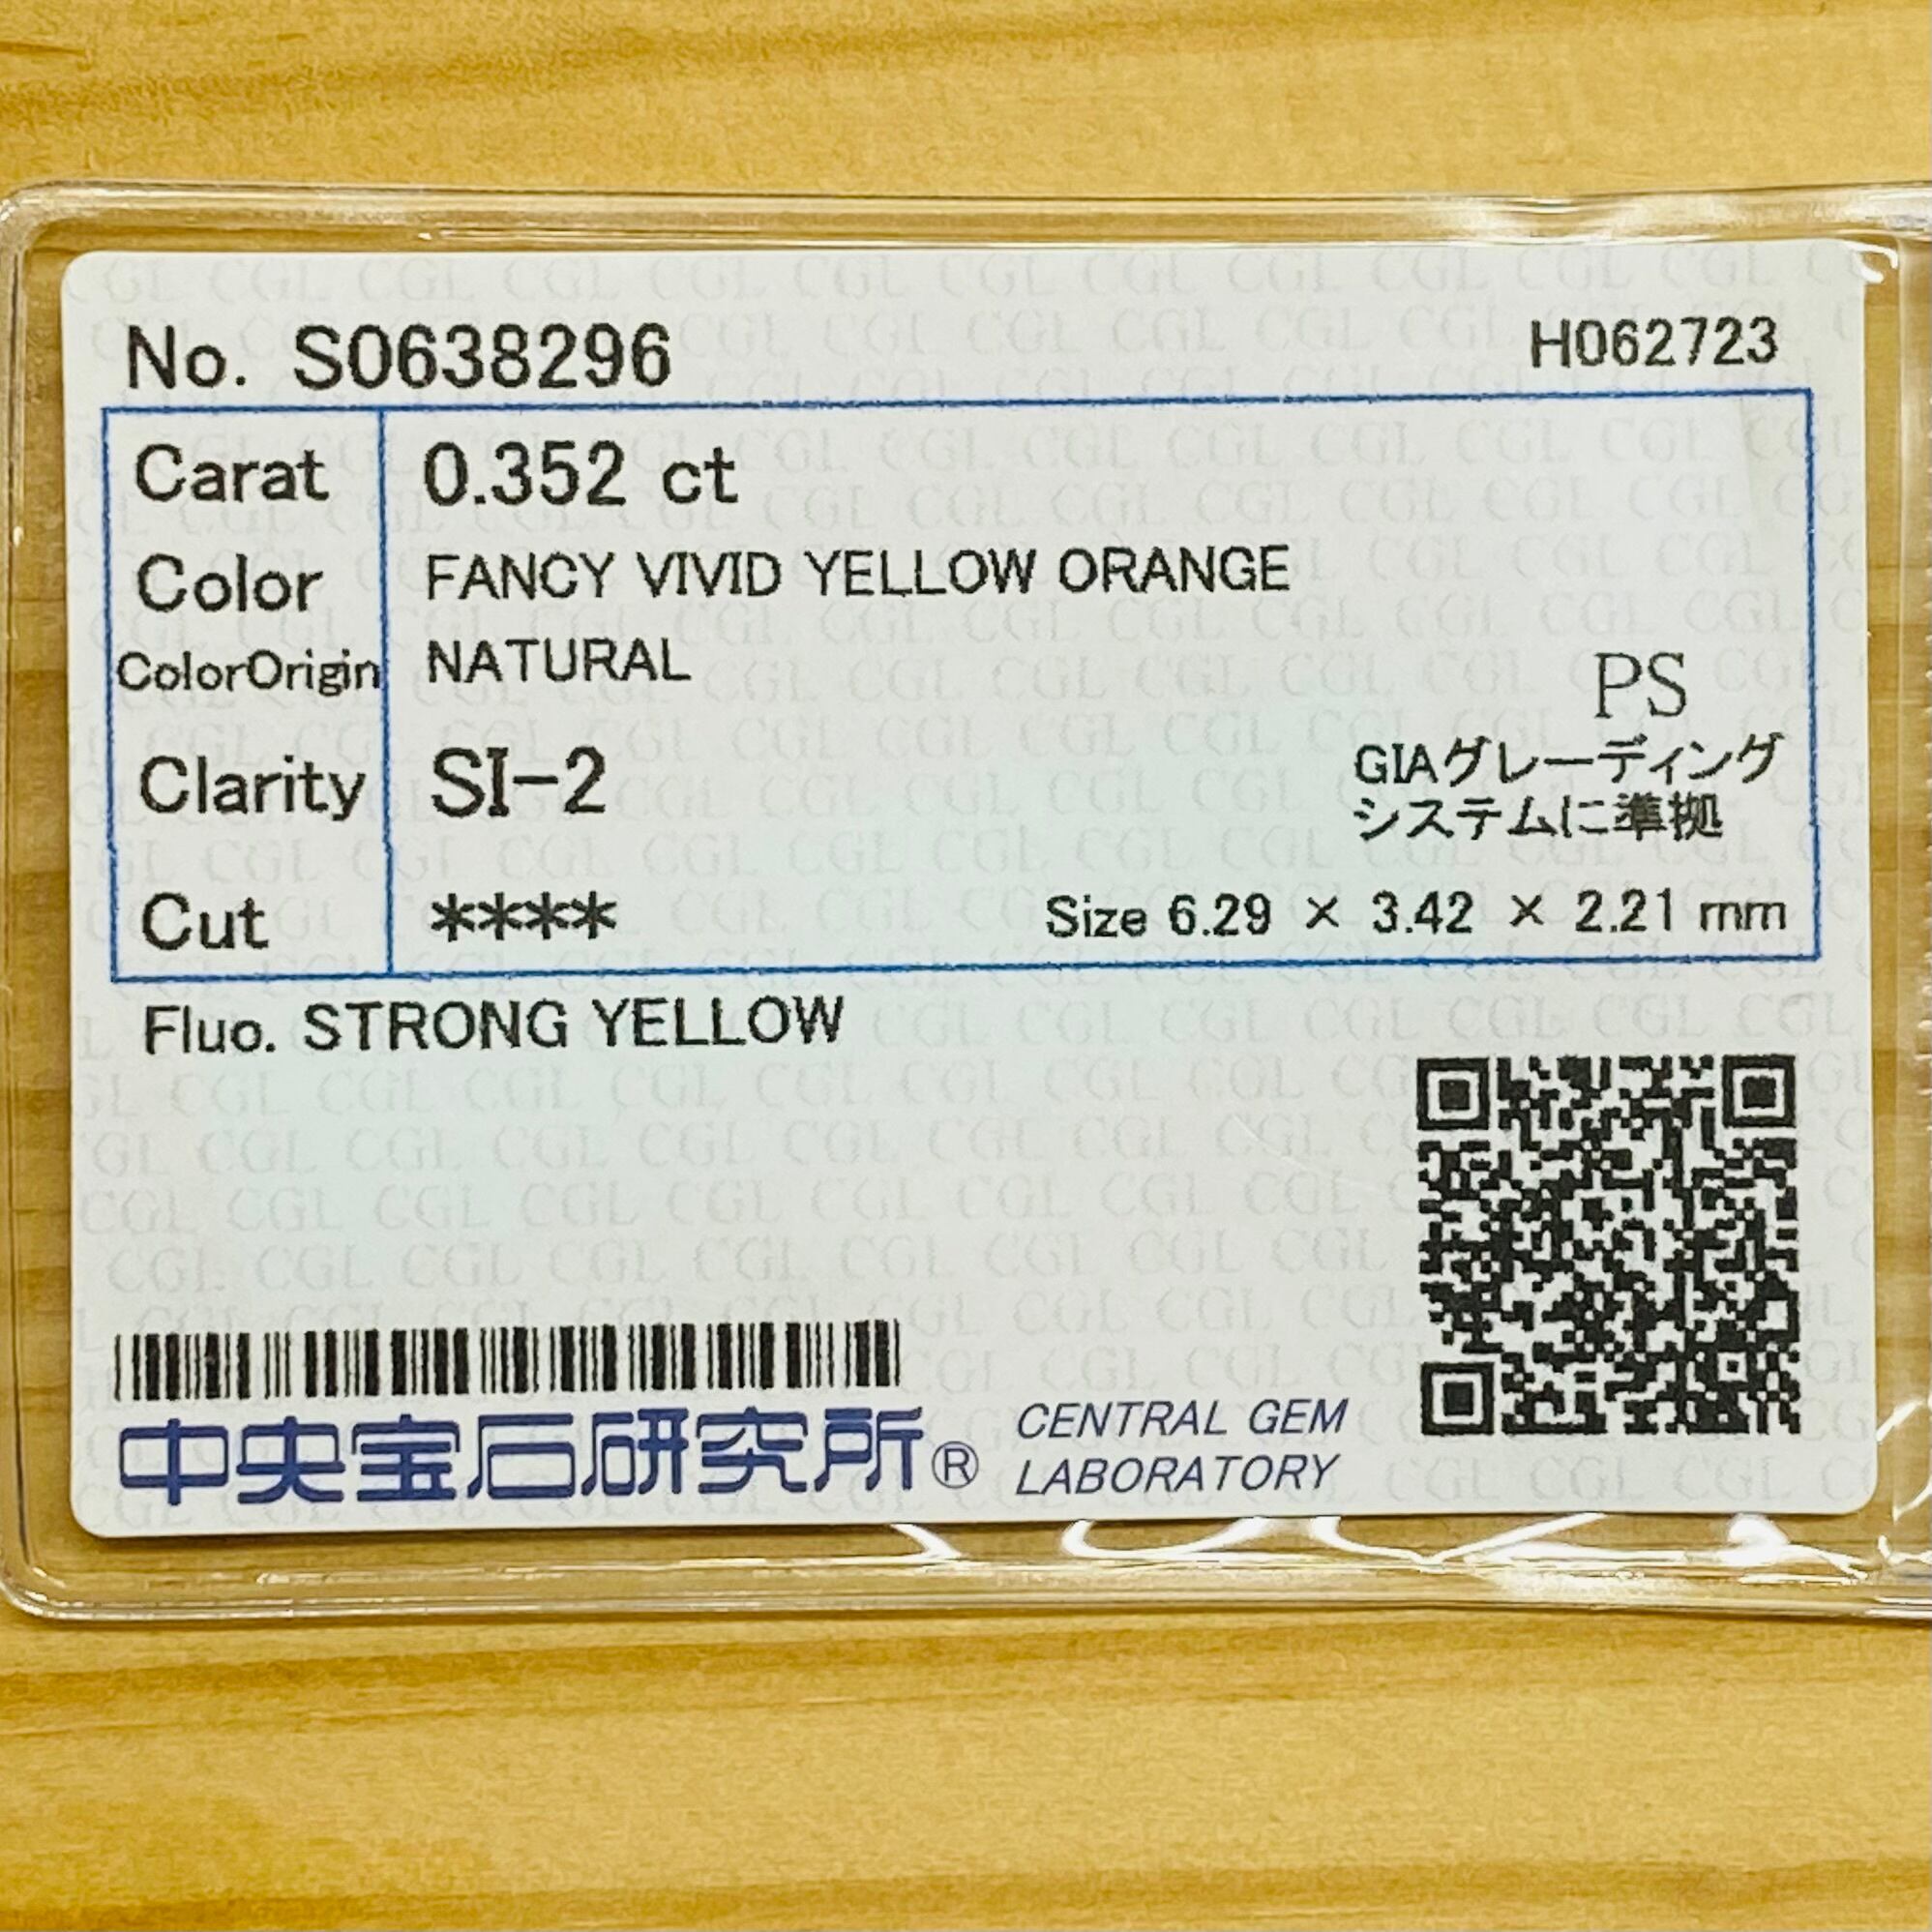 No. S0638296 H062723
Carat 0.352 ct
Color FANCY VIVID YELLOW ORANGE
ColorOrigin NATURAL
PS
Clarity SI-2
GIAグレーディング
システムに準拠
Cut **** Size 6.29 × 3.42 × 2.21 mm
Fluo. STRONG YELLOW
中央宝石研究所®
CENTRAL GEM
LABORATORY